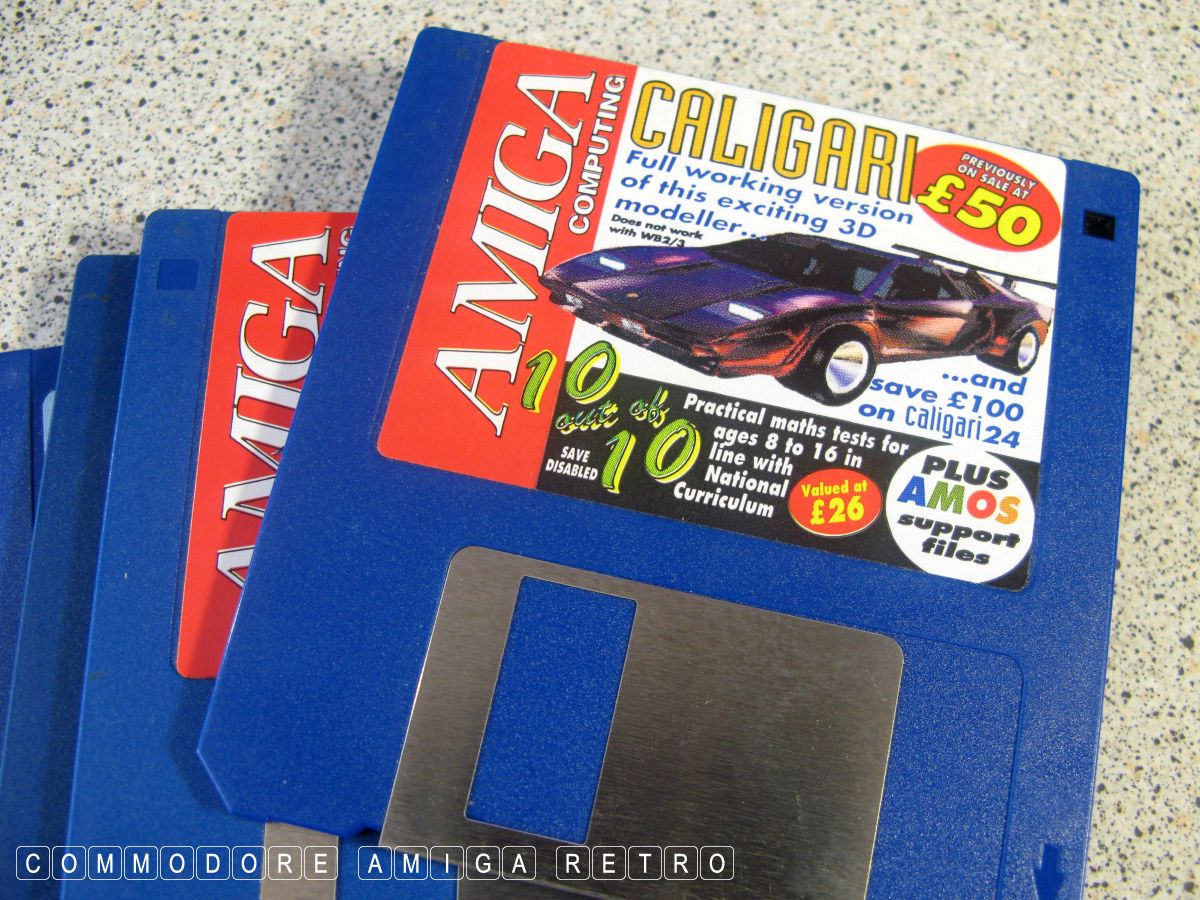 AMIGA
COMPUTING
CALIGARI
Full working version
of this exciting 3D
modeller...
Does not work
with WB2/3
PREVIOUSLY
ON SALE AT
£50
...and
save £100
on Caligari24
10
out of
10
SAVE
DISABLED
Practical maths tests for
ages 8 to 16 in
line with
National
Curriculum
Valued at
£26
PLUS
AMOS
support
files
AMIGA
NG
COMMODORE AMIGA RETRO